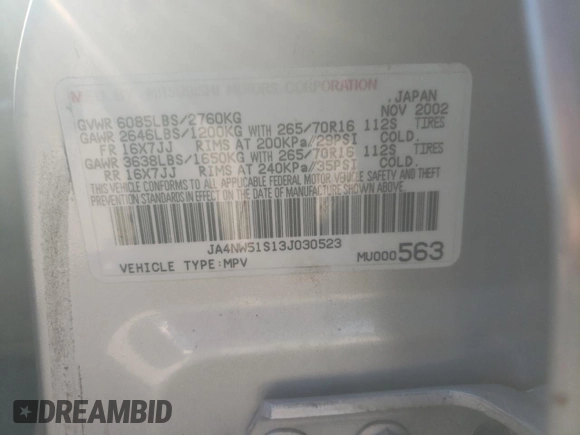 MITSUBISHI MOTORS CORPORATION
, JAPAN
NOV 2002
GVWR 6085LBS/2760KG
GAWR 2646LBS/1200KG WITH 265/70R16 112S TIRES
FR 16X7JJ RIMS AT 200KPa/29PSI COLD.
GAWR 3638LBS/1650KG WITH 265/70R16 112S TIRES
RR 16X7JJ RIMS AT 240KPa/35PSI COLD.
THIS VEHICLE CONFORMS TO ALL APPLICABLE FEDERAL MOTOR VEHICLE SAFETY AND THEFT
PREVENTION STANDARDS IN EFFECT ON THE DATE OF MANUFACTURE SHOWN ABOVE.
JA4NW51S13J030523
VEHICLE TYPE:MPV MU000563
DREAMBID